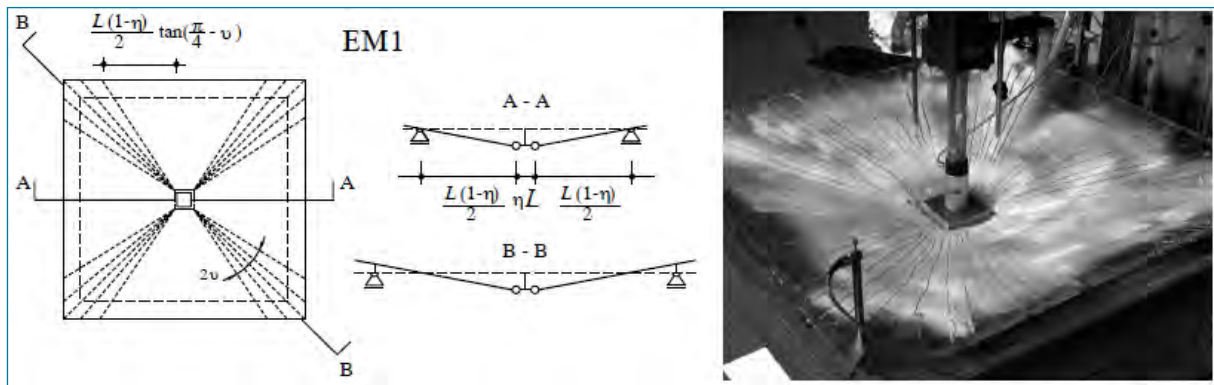 B
L(1-η)/2 tan(π/4 - υ)
EM1
A - A
A
A
L(1-η)/2 ηL L(1-η)/2
B - B
2υ
B